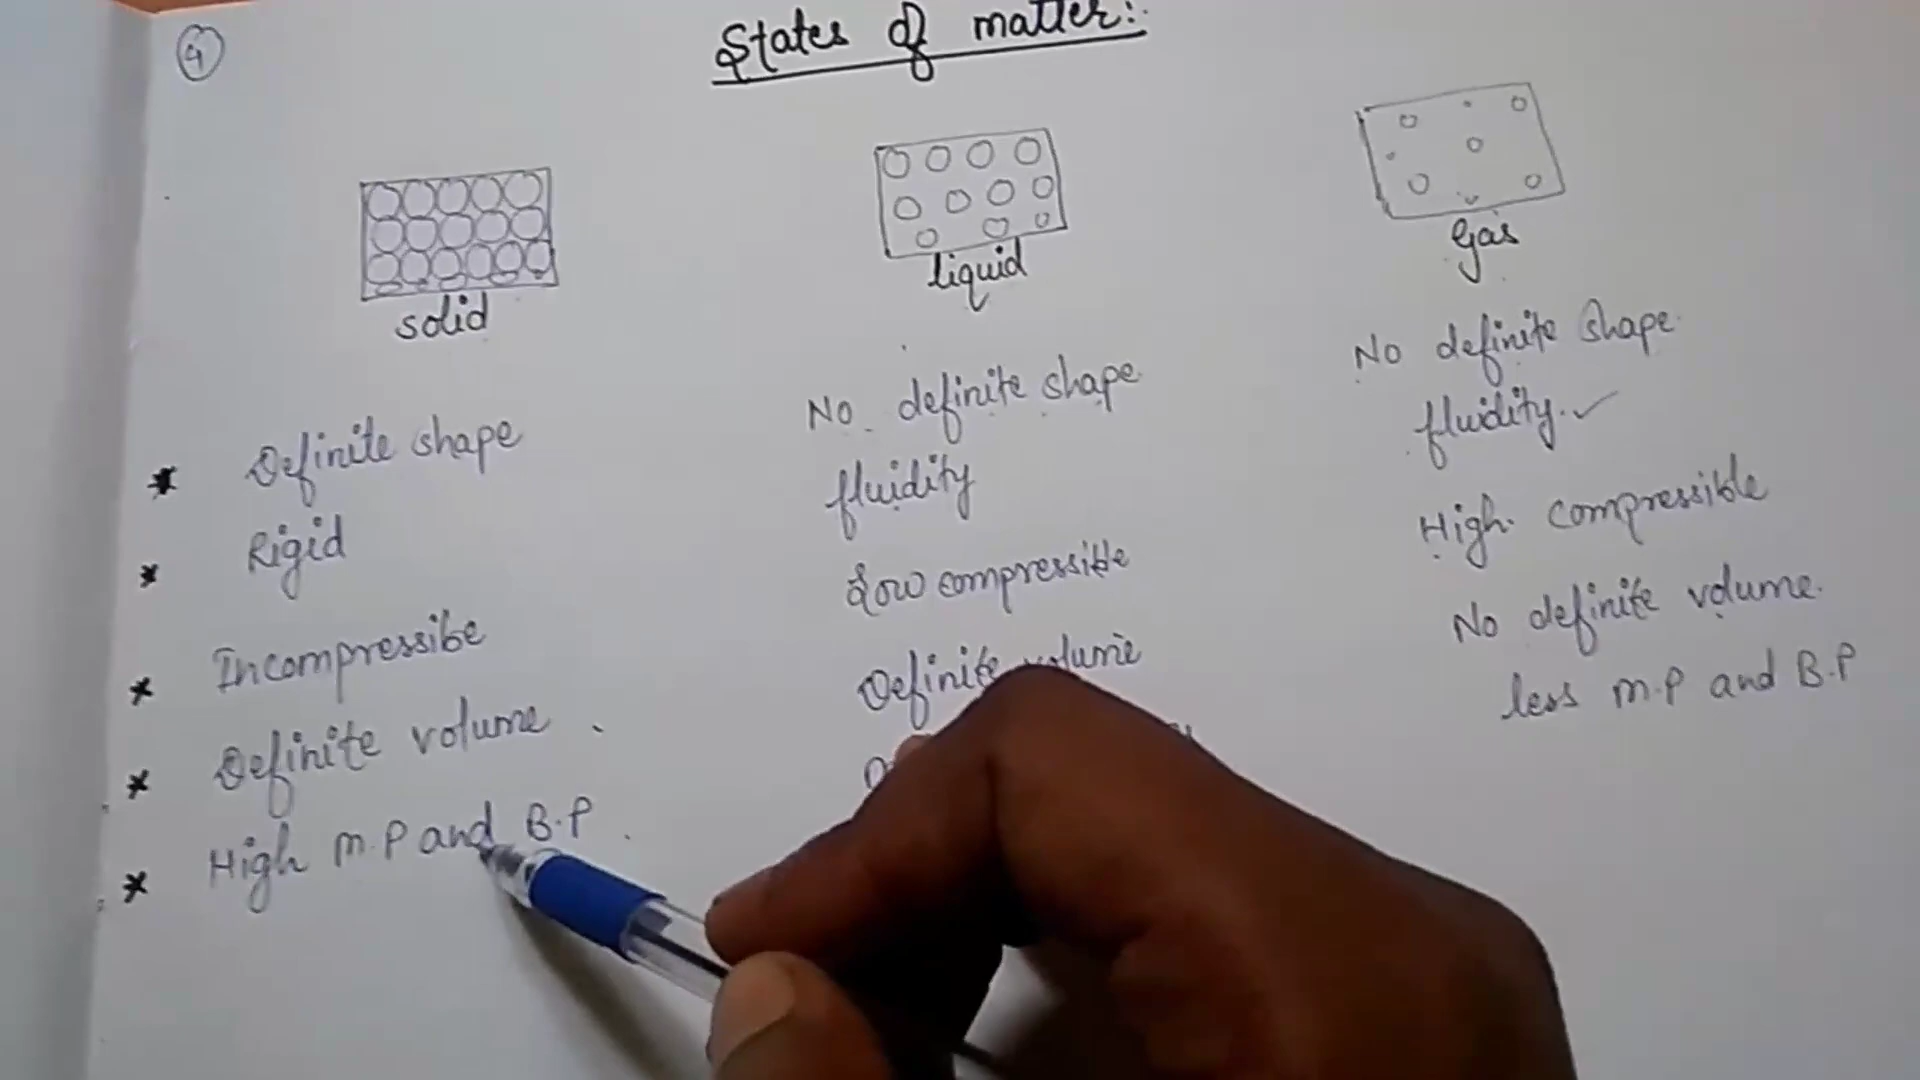 4
States of matter:
solid
Definite shape
Rigid
Incompressibe
Definite volume
High M.P and B.P
liquid
No definite shape
fluidity
Low compressible
Definite volume
Gas
No definite shape
fluidity.
High compressible
No definite volume.
less M.P and B.P